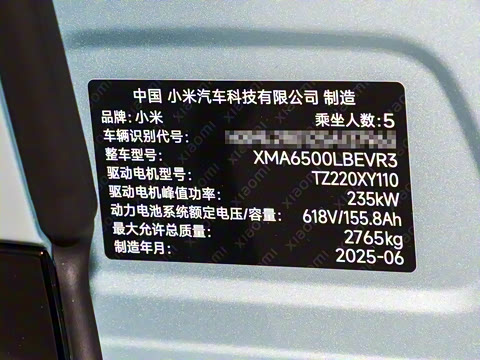 中国 小米汽车科技有限公司 制造
品牌：小米 乘坐人数：5
车辆识别代号：
整车型号： XMA6500LBEVR3
驱动电机型号： TZ220XY110
驱动电机峰值功率： 235kW
动力电池系统额定电压/容量： 618V/155.8Ah
最大允许总质量： 2765kg
制造年月： 2025-06